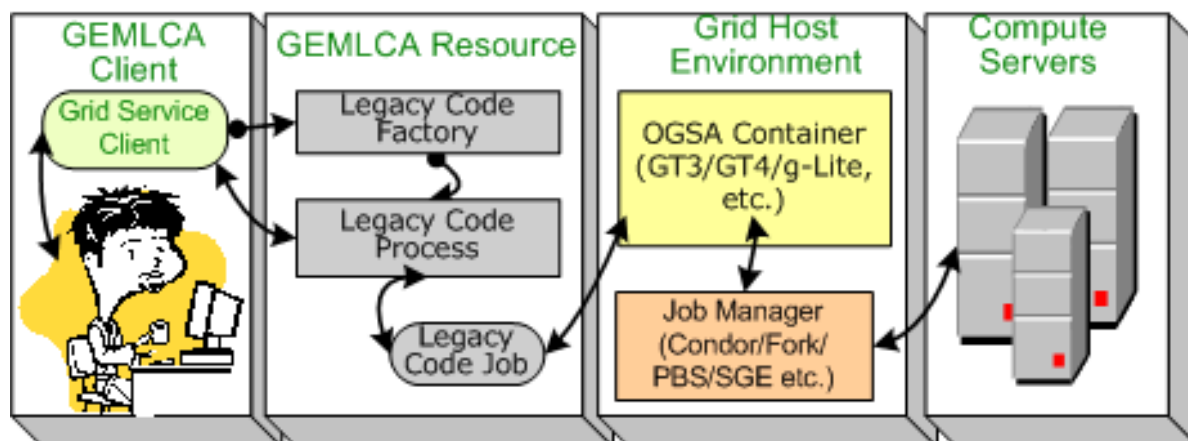 GEMLCA
Client
Grid Service
Client
GEMLCA Resource
Legacy Code
Factory
Legacy Code
Process
Legacy
Code Job
Grid Host
Environment
OGSA Container
(GT3/GT4/g-Lite,
etc.)
Job Manager
(Condor/Fork/
PBS/SGE etc.)
Compute
Servers